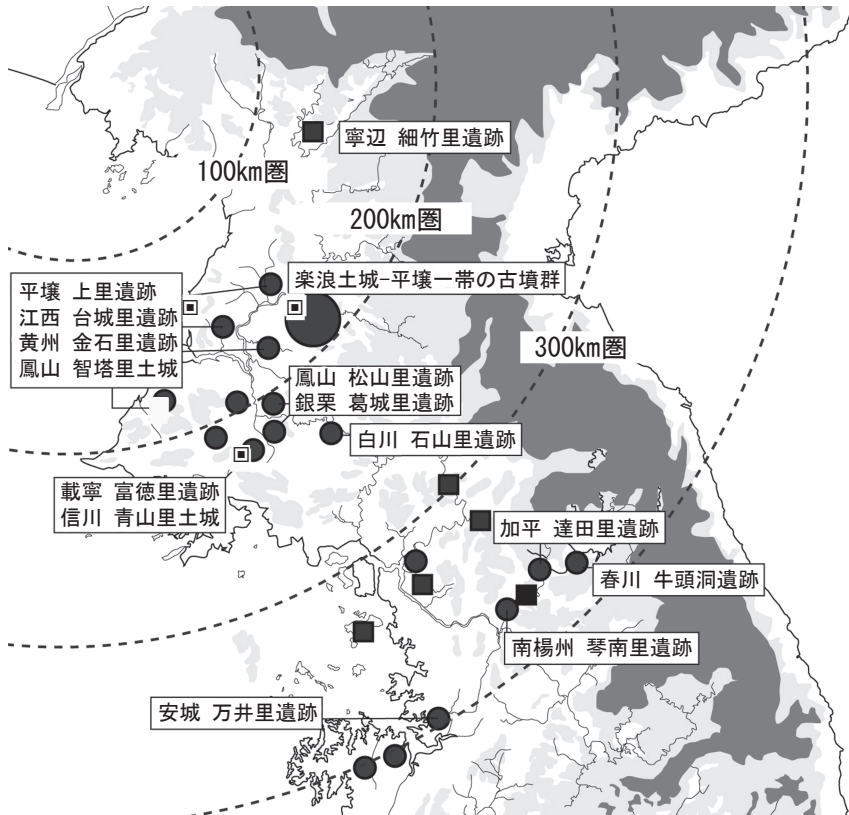 寧辺 細竹里遺跡
100km圏
200km圏
楽浪土城-平壌一帯の古墳群
平壌 上里遺跡
江西 台城里遺跡
黄州 金石里遺跡
鳳山 智塔里土城
300km圏
鳳山 松山里遺跡
銀栗 葛城里遺跡
白川 石山里遺跡
載寧 富徳里遺跡
信川 青山里土城
加平 達田里遺跡
春川 牛頭洞遺跡
南楊州 琴南里遺跡
安城 万井里遺跡